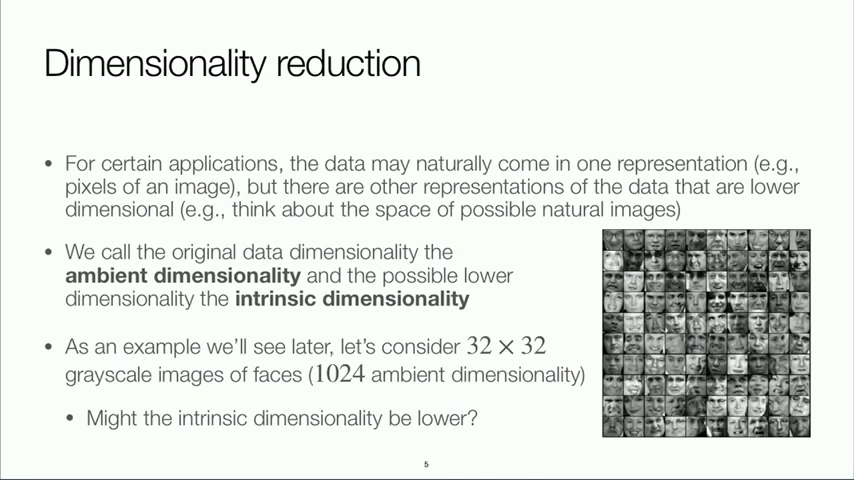 Dimensionality reduction
• For certain applications, the data may naturally come in one representation (e.g.,
pixels of an image), but there are other representations of the data that are lower
dimensional (e.g., think about the space of possible natural images)
• We call the original data dimensionality the
ambient dimensionality and the possible lower
dimensionality the intrinsic dimensionality
• As an example we’ll see later, let’s consider 32 × 32
grayscale images of faces (1024 ambient dimensionality)
• Might the intrinsic dimensionality be lower?
5